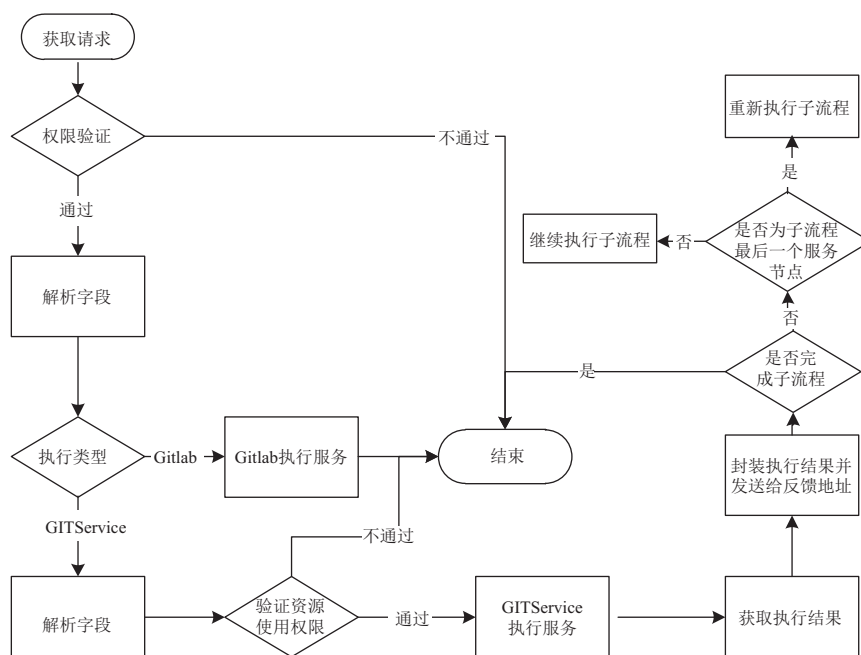 获取请求
权限验证
不通过
通过
解析字段
执行类型
Gitlab
Gitlab执行服务
结束
GITService
不通过
解析字段
验证资源
使用权限
通过
GITService
执行服务
获取执行结果
封装执行结果并
发送给反馈地址
是否完
成子流程
是
否
是否为子流程
最后一个服务
节点
否
继续执行子流程
是
重新执行子流程